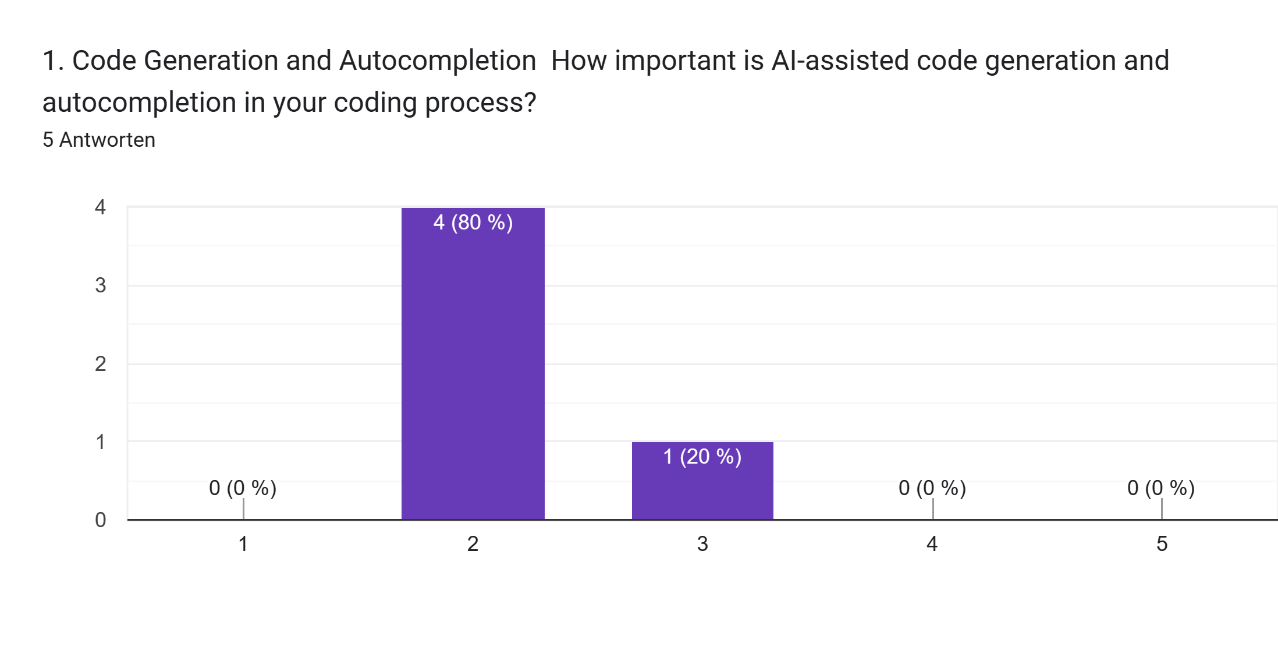 1. Code Generation and Autocompletion  How important is AI-assisted code generation and
autocompletion in your coding process?
5 Antworten
4
4 (80 %)
3
2
1
1 (20 %)
0 (0 %)
0 (0 %)
0 (0 %)
0
1
2
3
4
5